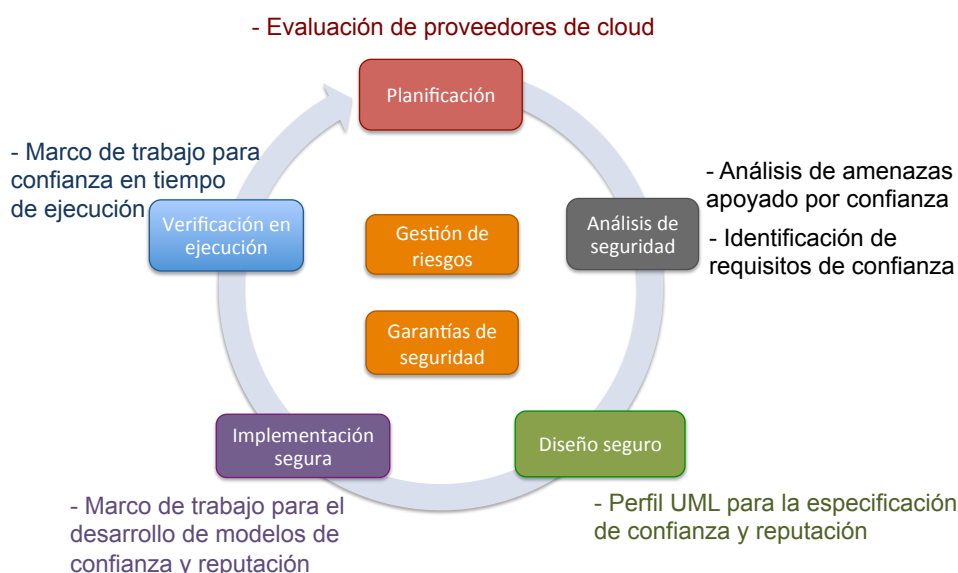 - Evaluación de proveedores de cloud
Planificación
- Marco de trabajo para
confianza en tiempo
de ejecución
Verificación en
ejecución
Gestión de
riesgos
Análisis de
seguridad
- Análisis de amenazas
apoyado por confianza
- Identificación de
requisitos de confianza
Garantías de
seguridad
Implementación
segura
Diseño seguro
- Marco de trabajo para el
desarrollo de modelos de
confianza y reputación
- Perfil UML para la especificación
de confianza y reputación